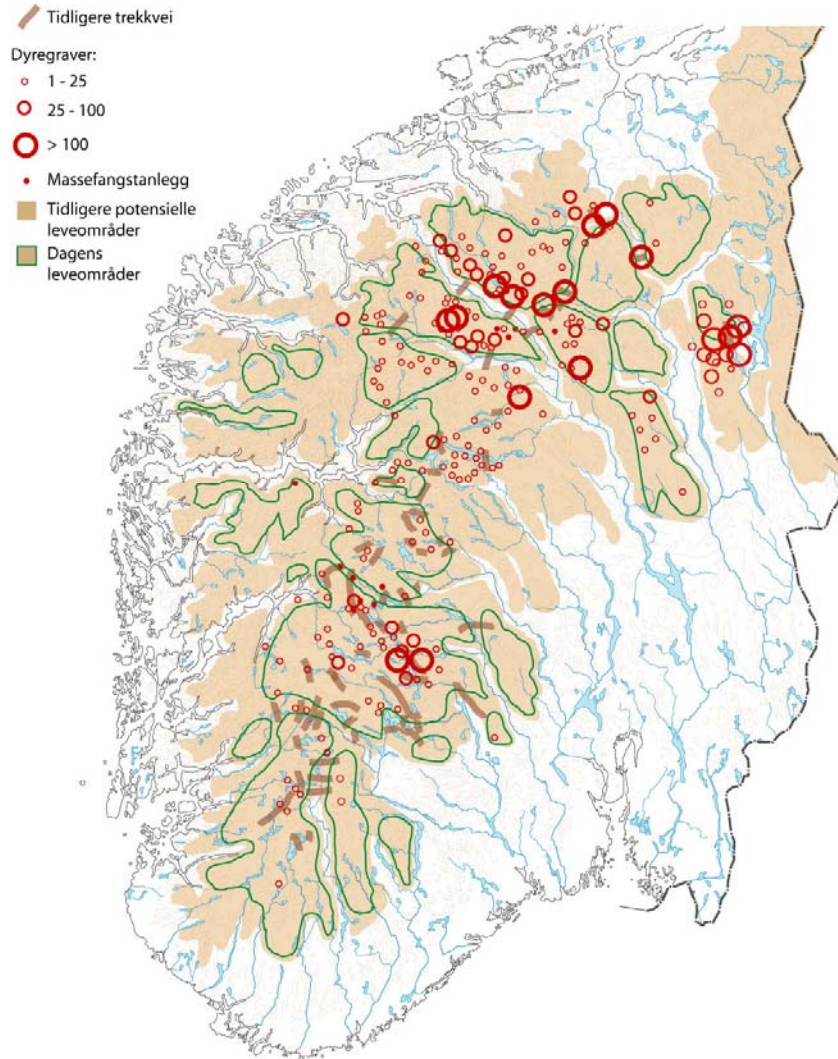 Tidligere trekkvei
Dyregraver:
1 - 25
25 - 100
> 100
Massefangstanlegg
Tidligere potensielle
leveområder
Dagens
leveområder